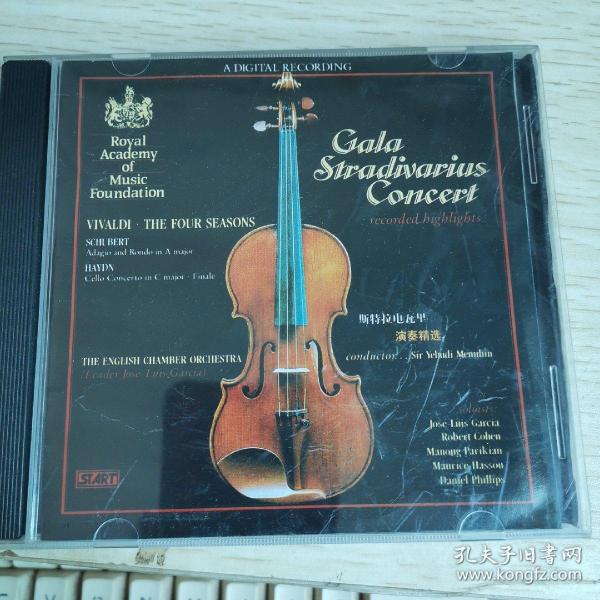 A DIGITAL RECORDING
Royal
Academy
of
Music
Foundation
Gala
Stradivarius
Concert
recorded highlights
VIVALDI · THE FOUR SEASONS
SCHUBERT
Adagio and Rondo in A major
HAYDN
Cello Concerto in C major - Finale
斯特拉电瓦里
演奏精选
THE ENGLISH CHAMBER ORCHESTRA
(Leader Jose-Luis Garcia)
conductor... Sir Yehudi Menuhin
soloists
Jose-Luis Garcia
Robert Cohen
Manoug Parikian
Maurice Hasson
Daniel Phillips
START
孔夫子旧书网
www.kongfz.com
C V B N M